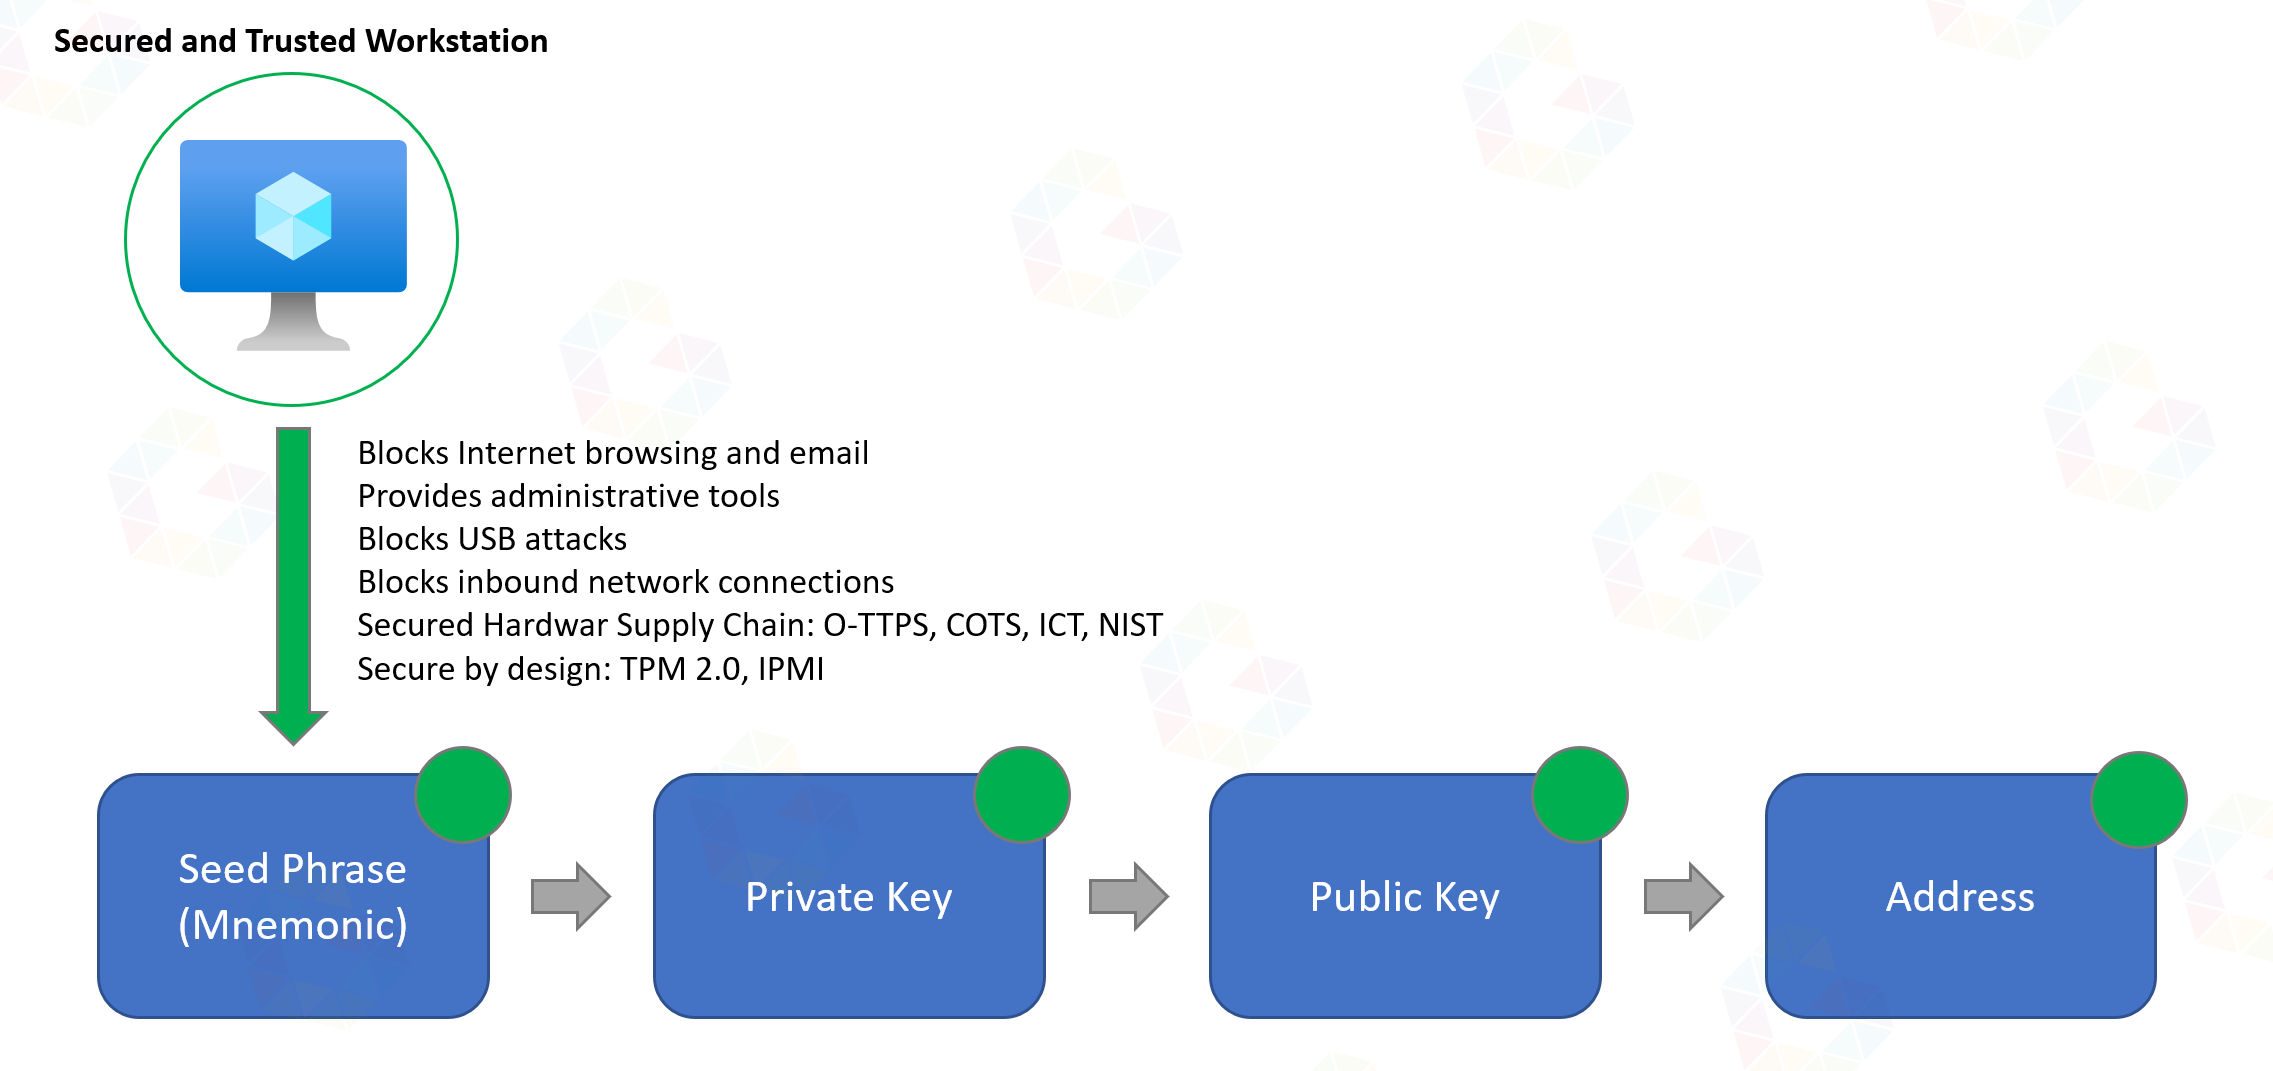 Secured and Trusted Workstation
Blocks Internet browsing and email
Provides administrative tools
Blocks USB attacks
Blocks inbound network connections
Secured Hardwar Supply Chain: O-TTPS, COTS, ICT, NIST
Secure by design: TPM 2.0, IPMI
Seed Phrase
(Mnemonic)
Private Key
Public Key
Address